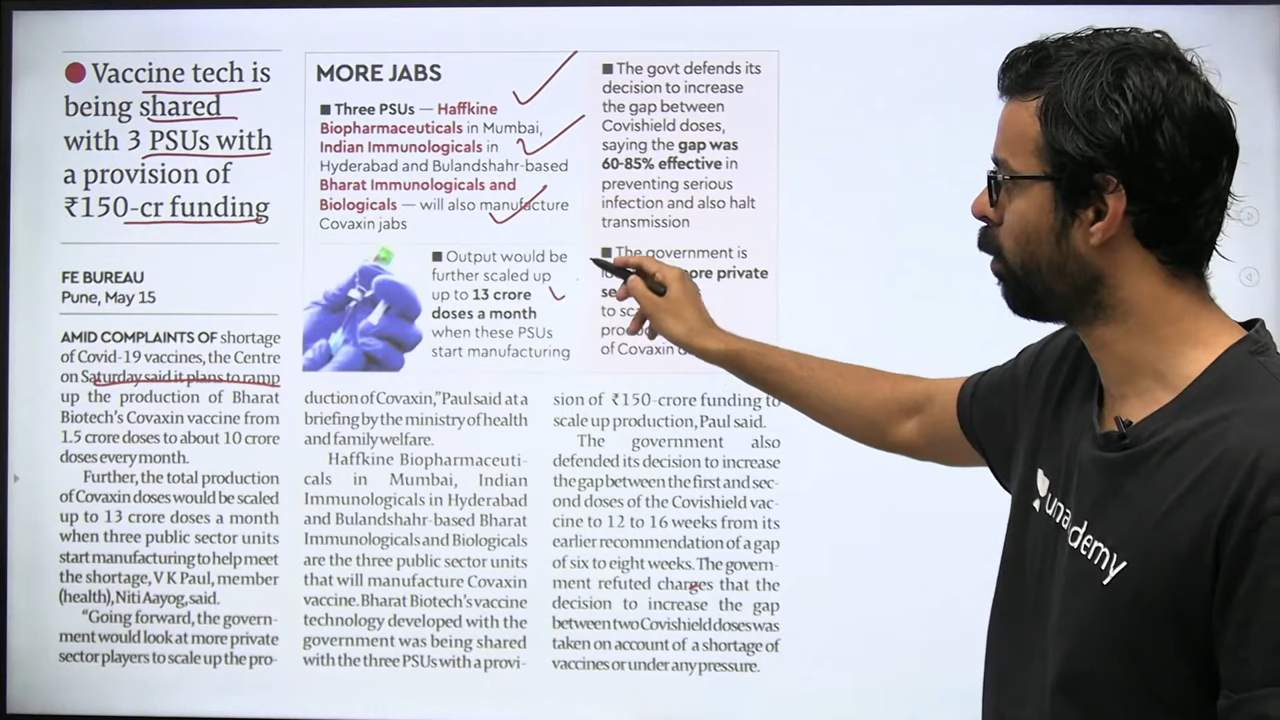 Vaccine tech is
being shared
with 3 PSUs with
a provision of
₹150-cr funding
FE BUREAU
Pune, May 15
AMID COMPLAINTS OF shortage
of Covid-19 vaccines, the Centre
on Saturday said it plans to ramp
up the production of Bharat
Biotech's Covaxin vaccine from
1.5 crore doses to about 10 crore
doses every month.
Further, the total production
of Covaxin doses would be scaled
up to 13 crore doses a month
when three public sector units
start manufacturing to help meet
the shortage, V K Paul, member
(health), Niti Aayog, said.
"Going forward, the govern-
ment would look at more private
sector players to scale up the pro-
MORE JABS
■ Three PSUs — Haffkine
Biopharmaceuticals in Mumbai,
Indian Immunologicals in
Hyderabad and Bulandshahr-based
Bharat Immunologicals and
Biologicals — will also manufacture
Covaxin jabs
■ Output would be
further scaled up
up to 13 crore
doses a month
when these PSUs
start manufacturing
■ The govt defends its
decision to increase
the gap between
Covishield doses,
saying the gap was
60-85% effective in
preventing serious
infection and also halt
transmission
■ The government is
more private
to
of Covaxin
duction of Covaxin," Paul said at a
briefing by the ministry of health
and family welfare.
Haffkine Biopharmaceuti-
cals in Mumbai, Indian
Immunologicals in Hyderabad
and Bulandshahr-based Bharat
Immunologicals and Biologicals
are the three public sector units
that will manufacture Covaxin
vaccine. Bharat Biotech's vaccine
technology developed with the
government was being shared
with the three PSUs with a provi-
sion of ₹150-crore funding to
scale up production, Paul said.
The government also
defended its decision to increase
the gap between the first and sec-
ond doses of the Covishield vac-
cine to 12 to 16 weeks from its
earlier recommendation of a gap
of six to eight weeks. The govern-
ment refuted charges that the
decision to increase the gap
between two Covishield doses was
taken on account of a shortage of
vaccines or under any pressure.
unacademy